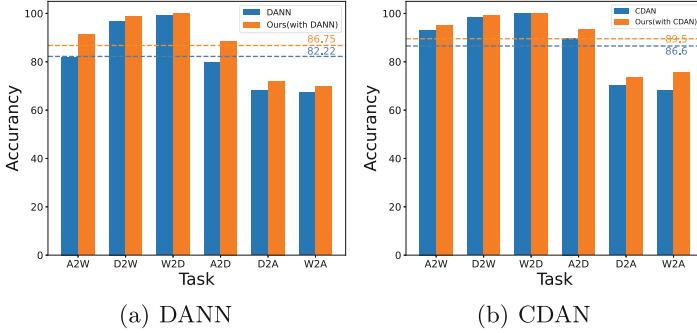 DANN
Ours(with DANN)
100
80
60
40
20
0
Accurancy
86.75
82.22
A2W D2W W2D A2D D2A W2A
Task
(a) DANN
CDAN
Ours(with CDAN)
100
80
60
40
20
0
Accurancy
89.5
86.6
A2W D2W W2D A2D D2A W2A
Task
(b) CDAN